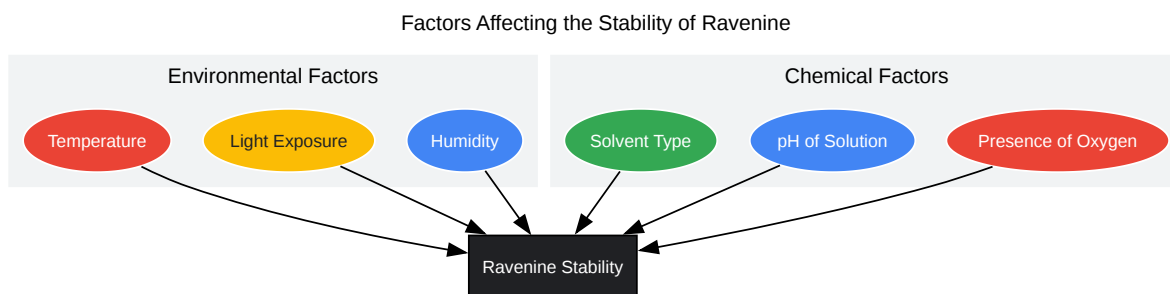 Factors Affecting the Stability of Ravenine
Environmental Factors
Chemical Factors
Temperature
Light Exposure
Humidity
Solvent Type
pH of Solution
Presence of Oxygen
Ravenine Stability